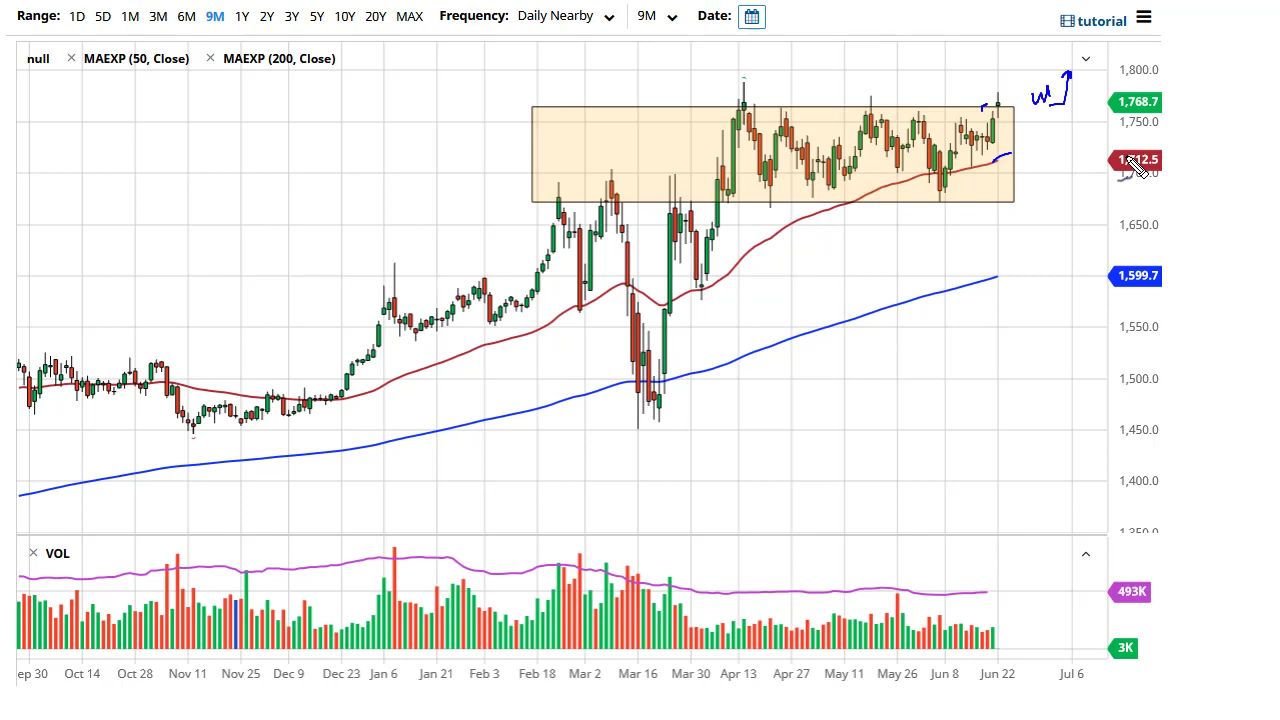 Range: 1D 5D 1M 3M 6M 9M 1Y 2Y 3Y 5Y 10Y 20Y MAX Frequency: Daily Nearby 9M Date: tutorial
null × MAEXP (50, Close) × MAEXP (200, Close)
1,800.0
1,768.7
1,750.0
1,650.0
1,599.7
1,550.0
1,500.0
1,450.0
1,400.0
× VOL
493K
3K
ep 30 Oct 14 Oct 28 Nov 11 Nov 25 Dec 9 Dec 23 Jan 6 Jan 21 Feb 3 Feb 18 Mar 2 Mar 16 Mar 30 Apr 13 Apr 27 May 11 May 26 Jun 8 Jun 22 Jul 6